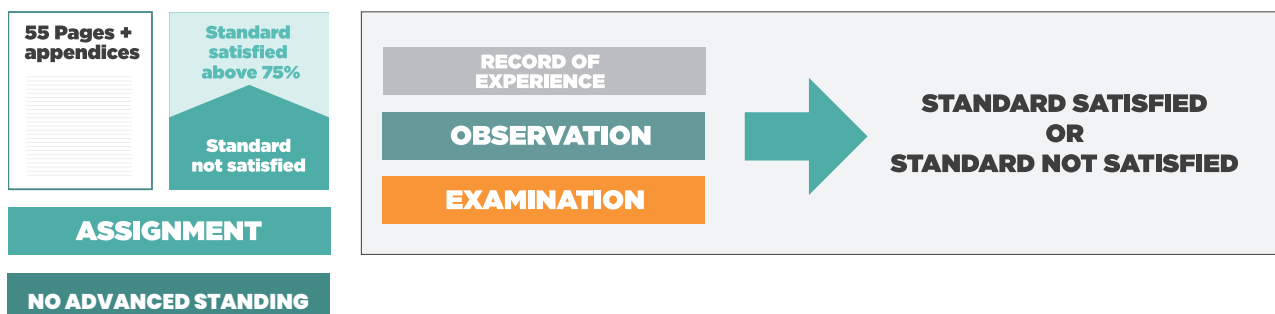 55 Pages +
appendices
Standard
satisfied
above 75%
Standard
not satisfied
ASSIGNMENT
NO ADVANCED STANDING
RECORD OF
EXPERIENCE
OBSERVATION
EXAMINATION
STANDARD SATISFIED
OR
STANDARD NOT SATISFIED